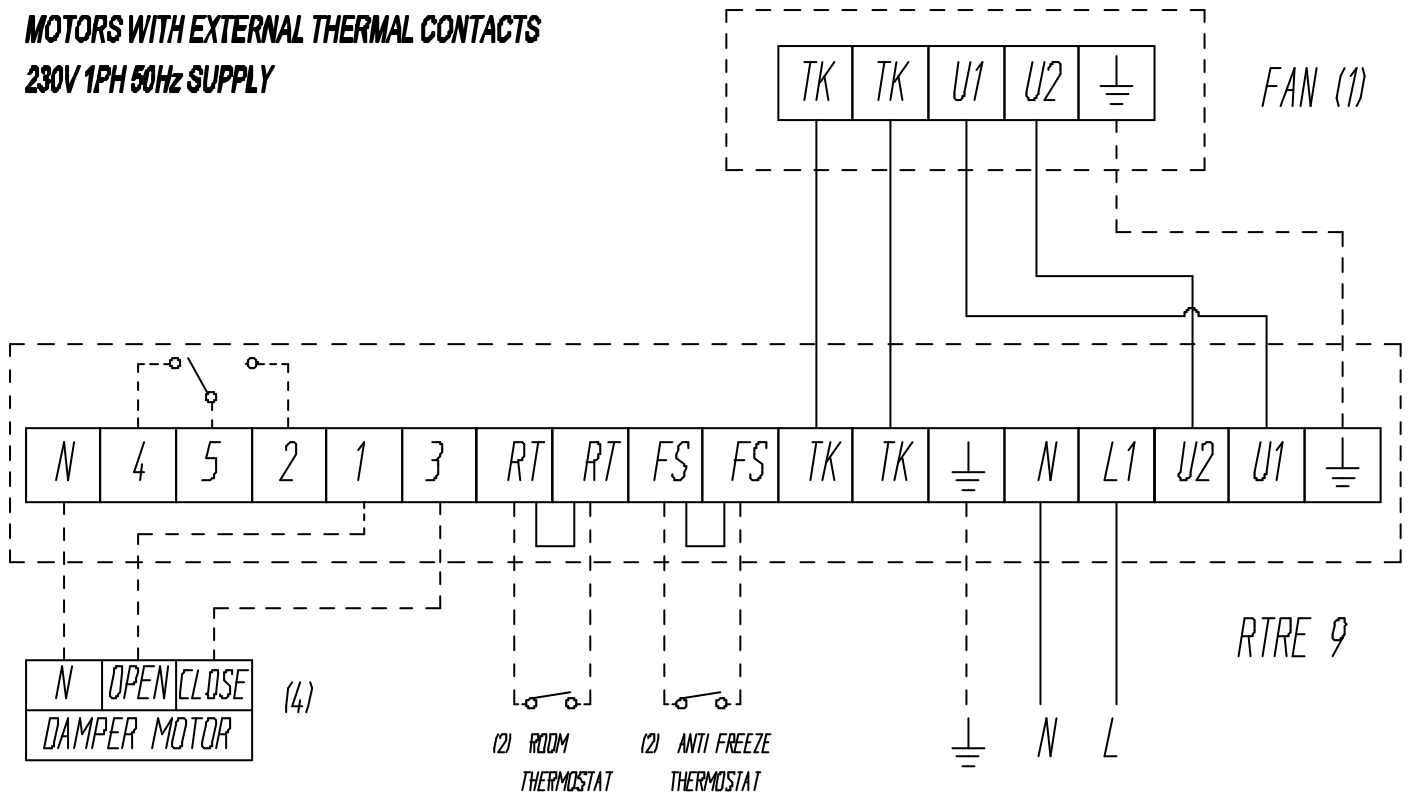 MOTORS WITH EXTERNAL THERMAL CONTACTS
230V 1PH 50Hz SUPPLY
TK TK U1 U2
FAN (1)
N 4 5 2 1 3 RT RT FS FS TK TK N L1 U2 U1
RTRE 9
N OPEN CLOSE
DAMPER MOTOR
(4)
(2) ROOM
THERMOSTAT
(2) ANTI FREEZE
THERMOSTAT
N L